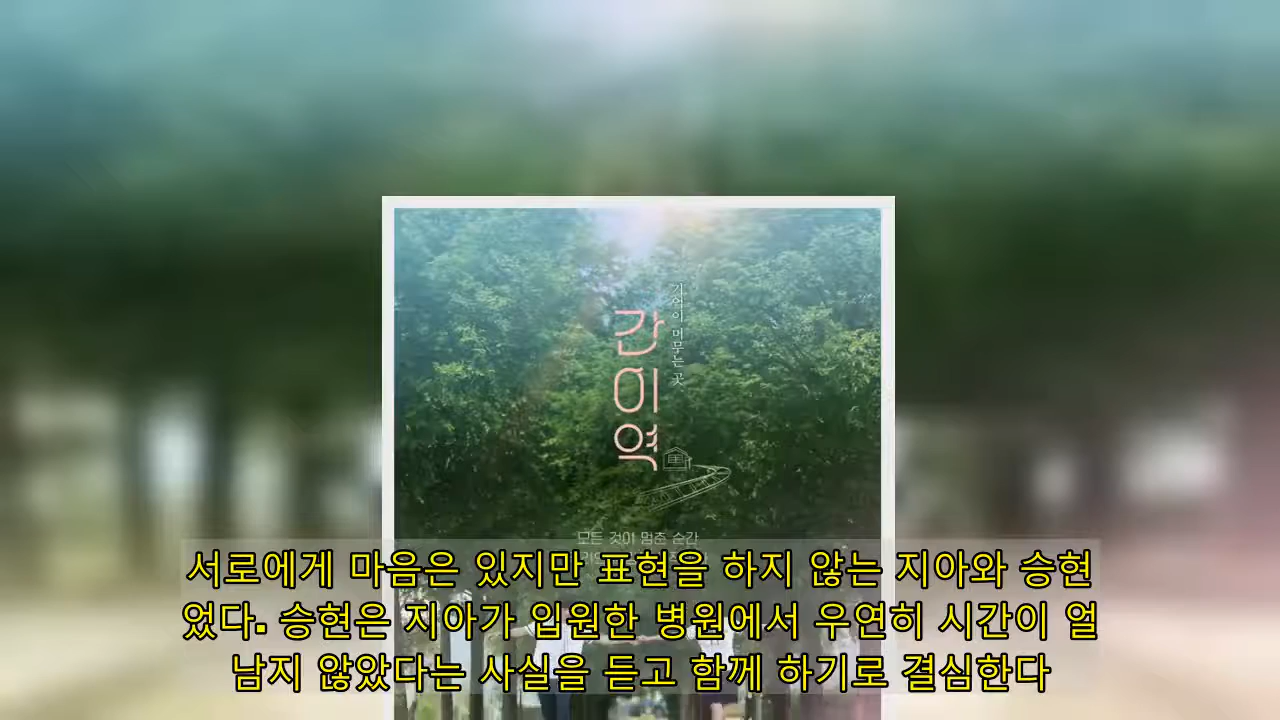 간이역
기억이 머무는 곳
모든 것이 멈춘 순간
서로에게 마음은 있지만 표현을 하지 않는 지아와 승현
었다. 승현은 지아가 입원한 병원에서 우연히 시간이 얼
남지 않았다는 사실을 듣고 함께 하기로 결심한다